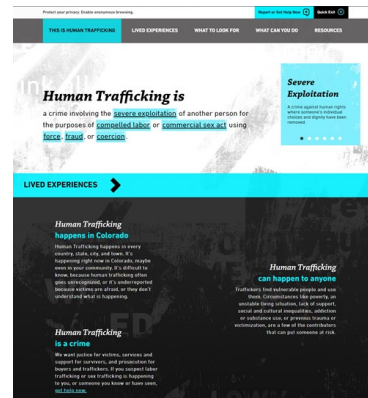 Protect your privacy. Enable anonymous browsing.
Report or Get Help Now
Quick Exit
THIS IS HUMAN TRAFFICKING
LIVED EXPERIENCES
WHAT TO LOOK FOR
WHAT CAN YOU DO
RESOURCES
Human Trafficking is
a crime involving the severe exploitation of another person for
the purposes of compelled labor or commercial sex act using
force, fraud, or coercion.
Severe
Exploitation
A crime against human rights
where someone's individual
choices and dignity have been
removed.
LIVED EXPERIENCES
Human Trafficking
happens in Colorado
Human Trafficking happens in every
country, state, city, and town. It's
happening right now in Colorado, maybe
even in your community. It's difficult to
know, because human trafficking often
goes unrecognized, or it's underreported
because victims are afraid, or they don't
understand what is happening.
Human Trafficking
can happen to anyone
Traffickers find vulnerable people and use
them. Circumstances like poverty, an
unstable living situation, lack of support,
social and cultural inequalities, addiction
or substance use, or previous trauma or
victimization, are a few of the contributors
that can put someone at risk.
Human Trafficking
is a crime
We want justice for victims, services and
support for survivors, and prosecution for
buyers and traffickers. If you suspect labor
trafficking or sex trafficking is happening
to you, or someone you know or have seen,
get help now.